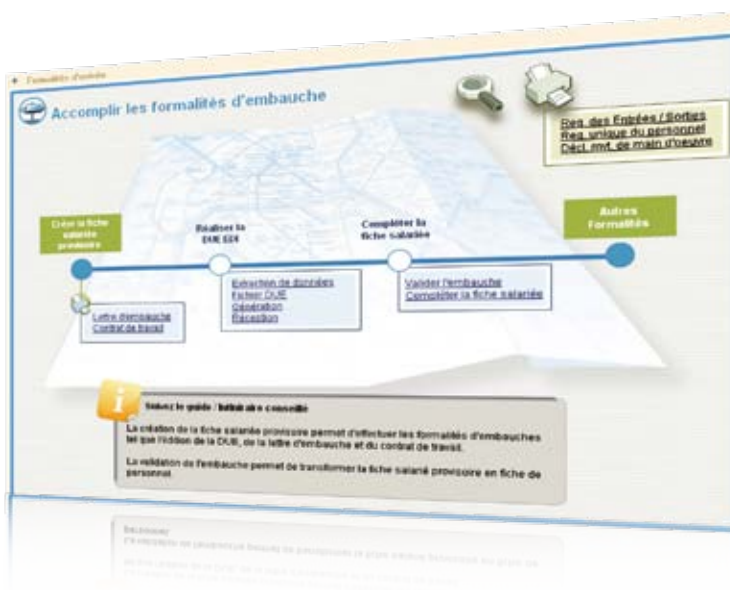 Formalités d'entrée
Accomplir les formalités d'embauche
Reg. des Entrées / Sorties
Reg. unique du personnel
Décl. mvt. de main d'oeuvre
Créer la fiche
salariée
provisoire
Réaliser la
DUE EDI
Compléter la
fiche salariée
Autres
Formalités
Lettre d'embauche
Contrat de travail
Extraction de données
Fichier DUE
Génération
Réception
Valider l'embauche
Compléter la fiche salariée
Suivez le guide / Itinéraire conseillé
La création de la fiche salariée provisoire permet d'effectuer les formalités d'embauches
tel que l'édition de la DUE, de la lettre d'embauche et du contrat de travail.
La validation de l'embauche permet de transformer la fiche salarié provisoire en fiche de
personnel.